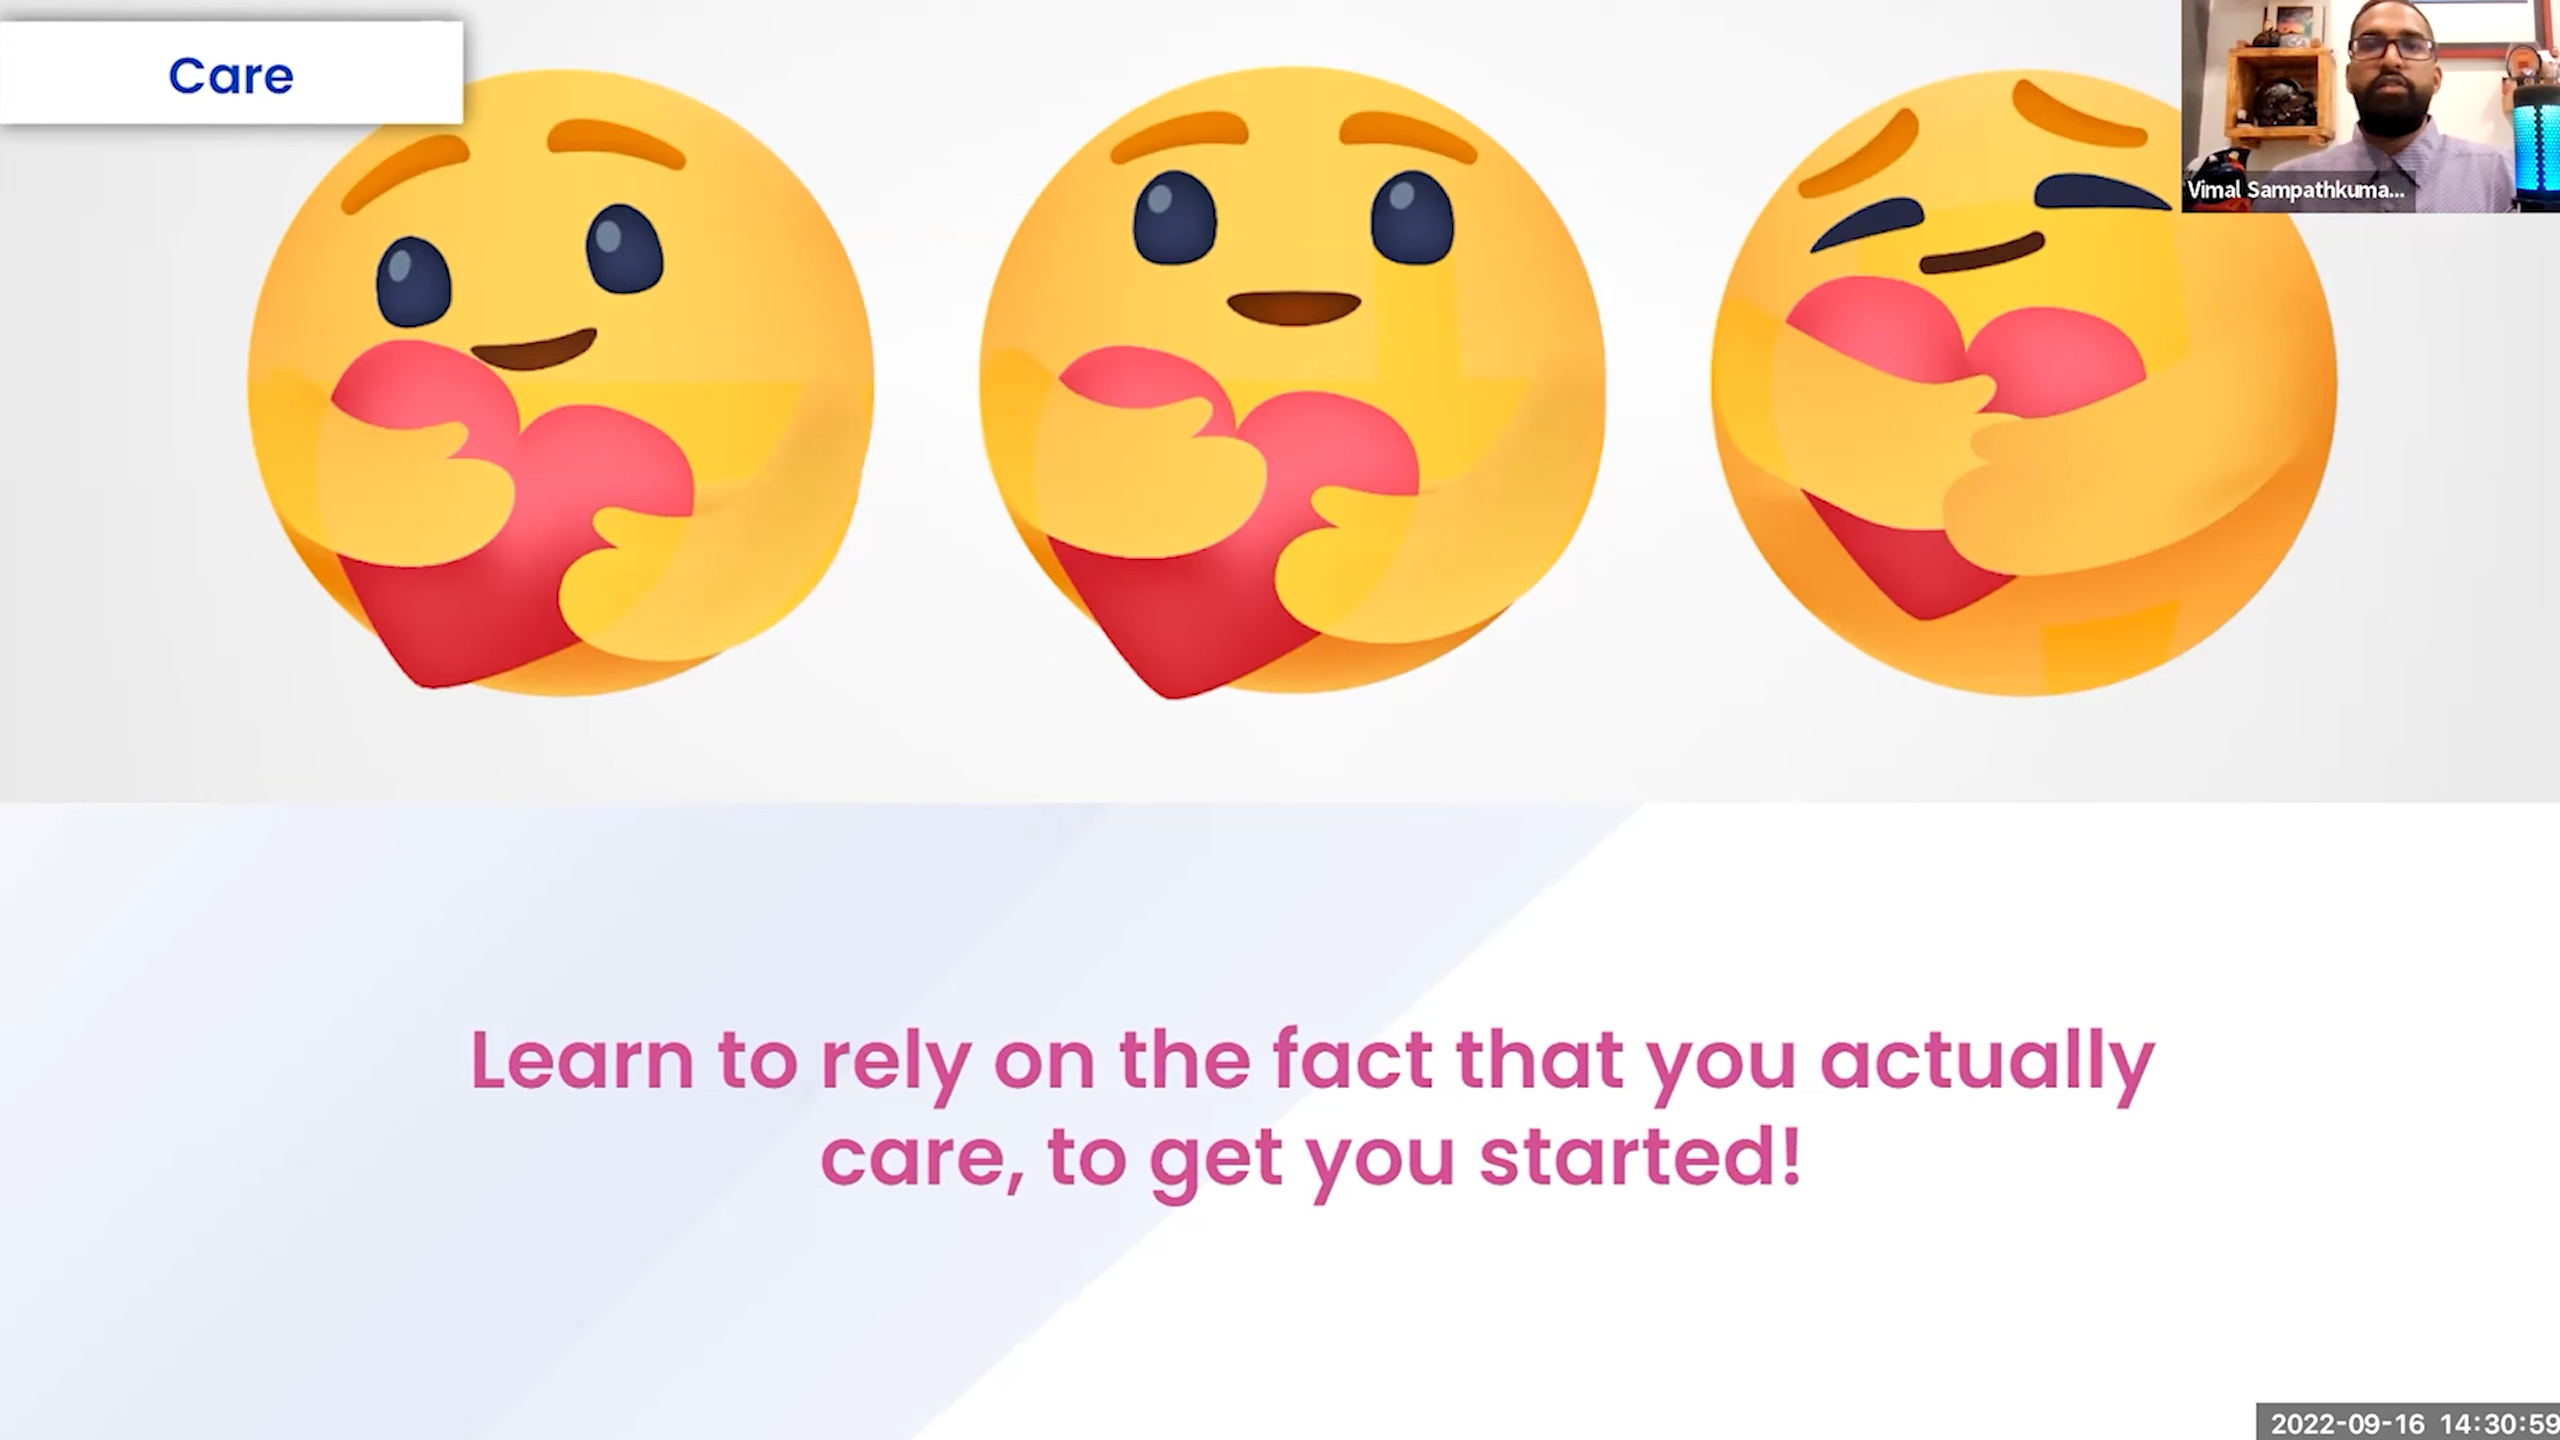 Care
Vimal Sampathkuma...
Learn to rely on the fact that you actually
care, to get you started!
2022-09-16 14:30:59